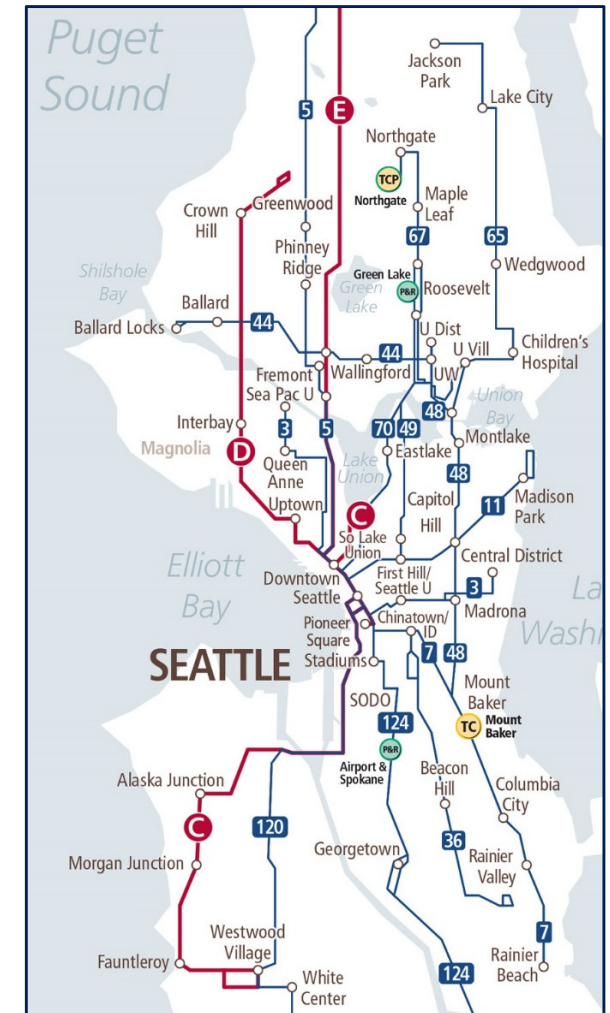 Puget
Sound
Jackson
Park
5
E
Lake City
Northgate
TCP
Northgate
Crown
Hill
Greenwood
Maple
Leaf
Phinney
Ridge
67
65
Shilshole
Bay
Green Lake
P&R
Roosevelt
Wedgwood
Green
Lake
Ballard
Ballard Locks
44
U Dist
44
U Vill
Children's
Hospital
Fremont
Wallingford
UW
Sea Pac U
48
Union
Bay
Interbay
3
5
70
49
Montlake
Magnolia
D
Queen
Anne
Lake
Union
Eastlake
48
Uptown
C
Capitol
Hill
11
Madison
Park
So Lake
Union
Elliott
Bay
Downtown
Seattle
First Hill/
Seattle U
Central District
3
Madrona
La
Washi
Pioneer
Square
Chinatown/
ID
SEATTLE
Stadiums
7
48
SODO
Mount
Baker
124
TC
Mount
Baker
P&R
Airport &
Spokane
Alaska Junction
Beacon
Hill
Columbia
City
C
120
36
Morgan Junction
Georgetown
Rainier
Valley
Westwood
Village
7
Fauntleroy
White
Center
124
Rainier
Beach